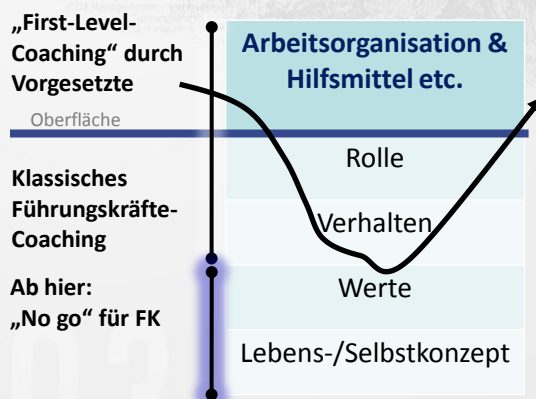 „First-Level-
Coaching“ durch
Vorgesetzte
Oberfläche
Klassisches
Führungskräfte-
Coaching
Ab hier:
„No go“ für FK
Arbeitsorganisation &
Hilfsmittel etc.
Rolle
Verhalten
Werte
Lebens-/Selbstkonzept